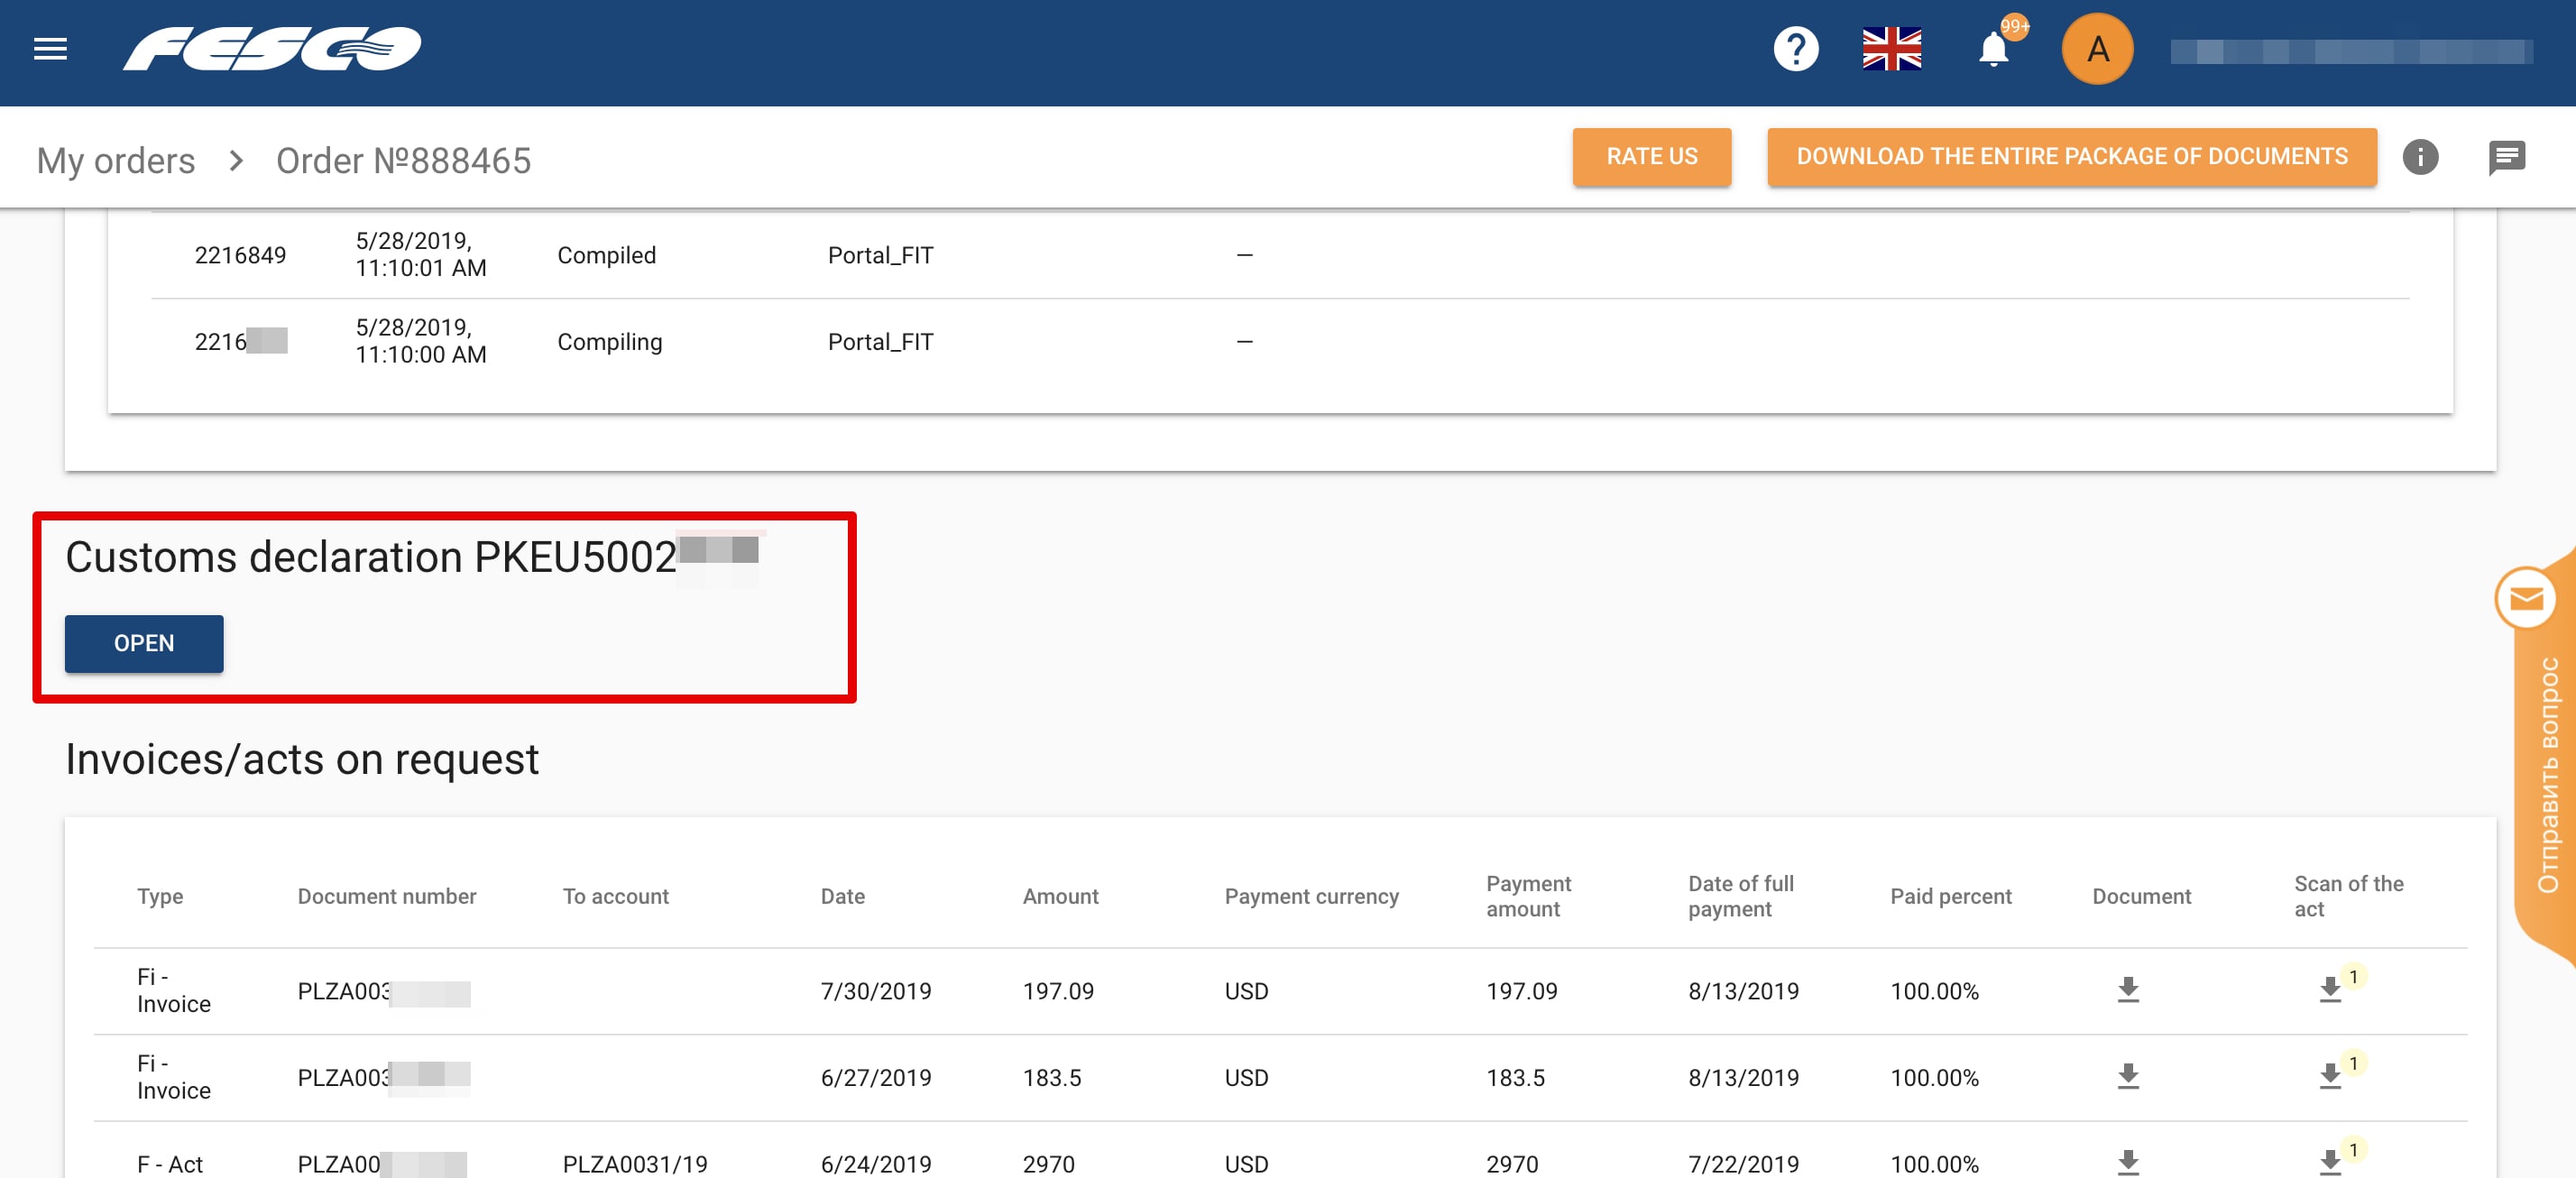 FESCO
?
99+
A
My orders > Order №888465
RATE US
DOWNLOAD THE ENTIRE PACKAGE OF DOCUMENTS
2216849 5/28/2019, 11:10:01 AM Compiled Portal_FIT —
2216 5/28/2019, 11:10:00 AM Compiling Portal_FIT —
Customs declaration PKEU5002
OPEN
Отправить вопрос
Invoices/acts on request
Type Document number To account Date Amount Payment currency Payment amount Date of full payment Paid percent Document Scan of the act
Fi - Invoice PLZA003 7/30/2019 197.09 USD 197.09 8/13/2019 100.00% 1
Fi - Invoice PLZA003 6/27/2019 183.5 USD 183.5 8/13/2019 100.00% 1
F - Act PLZA00 PLZA0031/19 6/24/2019 2970 USD 2970 7/22/2019 100.00% 1